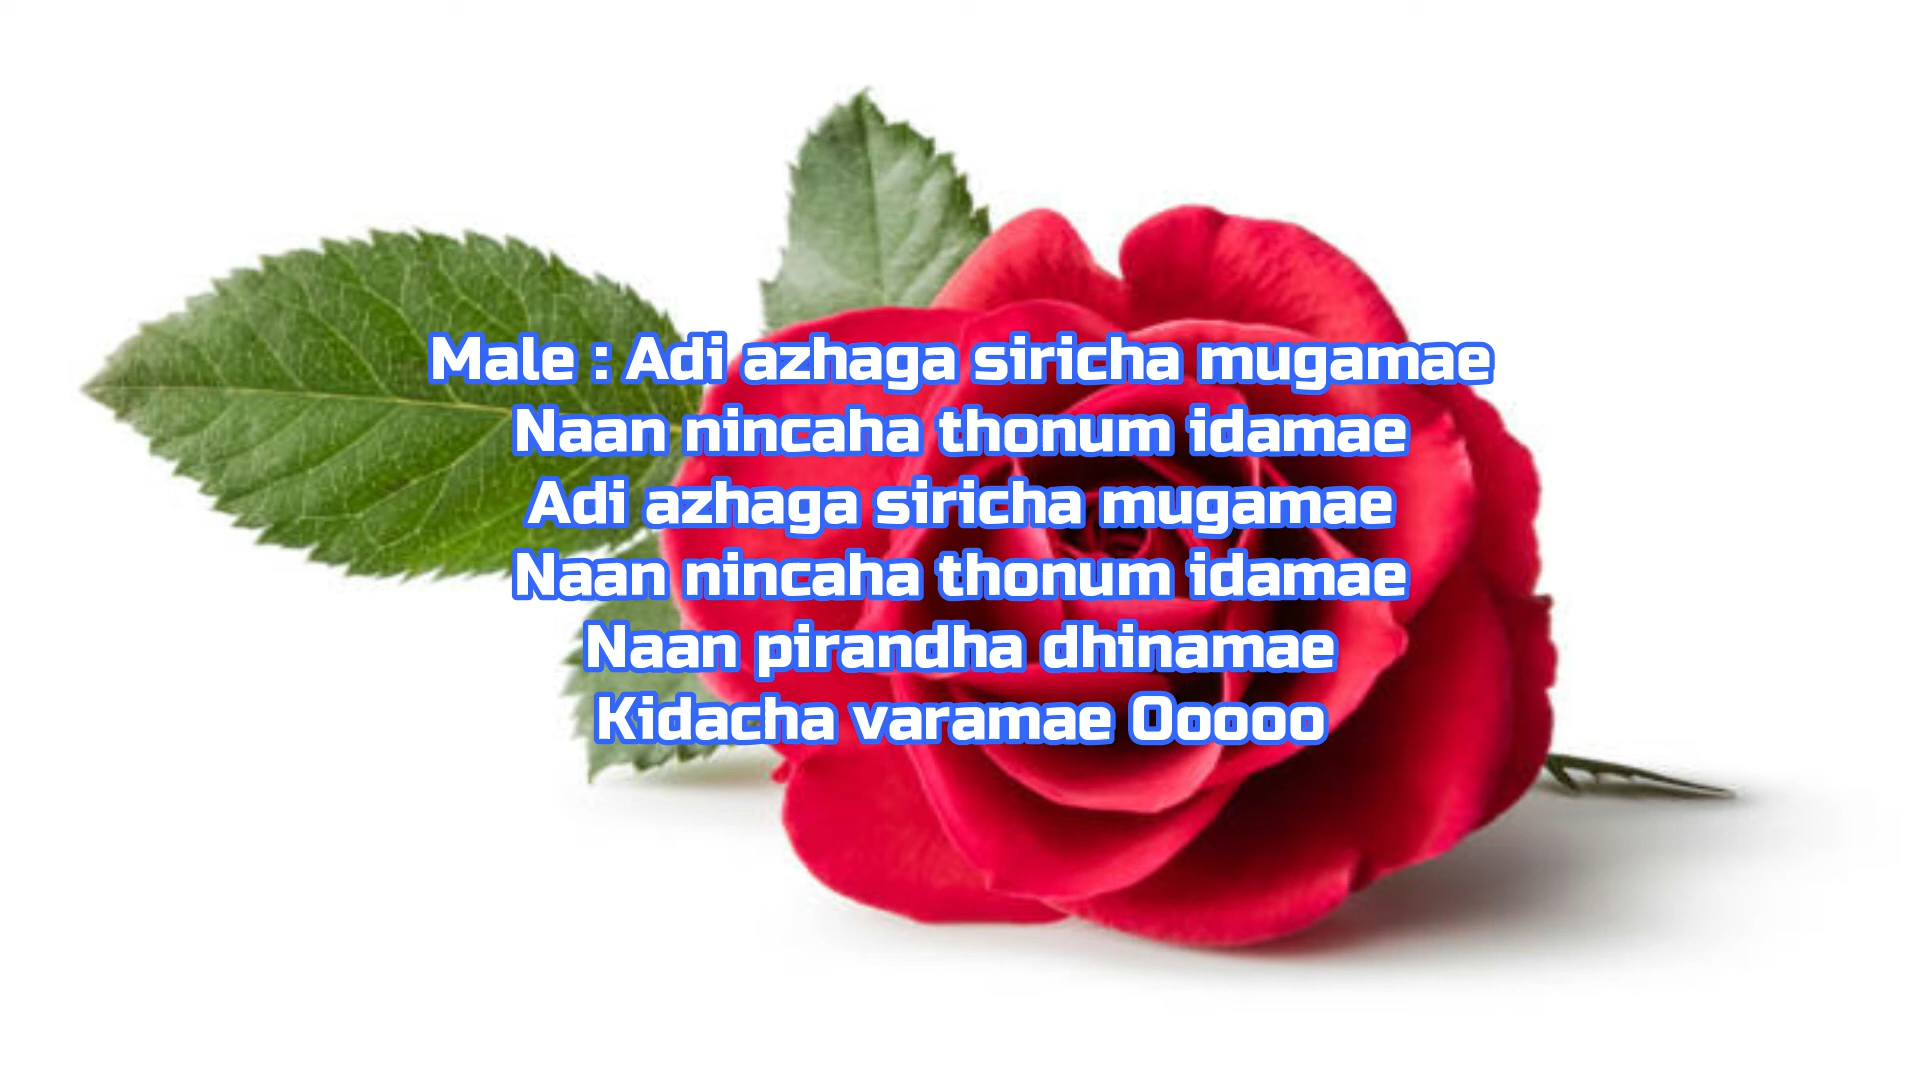 Male : Adi azhaga siricha mugamae
Naan nincaha thonum idamae
Adi azhaga siricha mugamae
Naan nincaha thonum idamae
Naan pirandha dhinamae
Kidacha varamae Ooooo